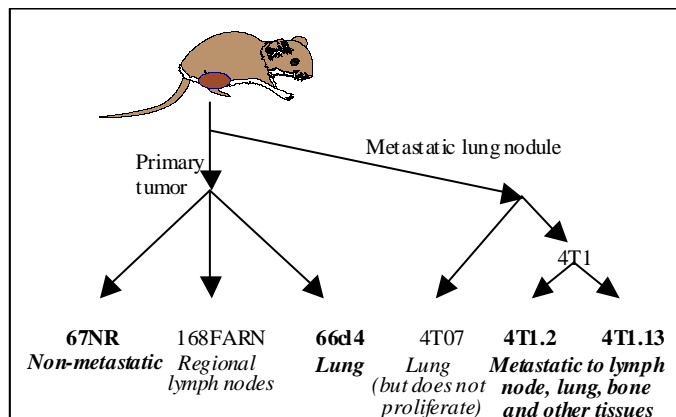 Metastatic lung nodule
Primary
tumor
4T1
67NR
Non-metastatic
168FARN
Regional
lymph nodes
66cl4
Lung
4T07
Lung
(but does not
proliferate)
4T1.2 4T1.13
Metastatic to lymph
node, lung, bone
and other tissues